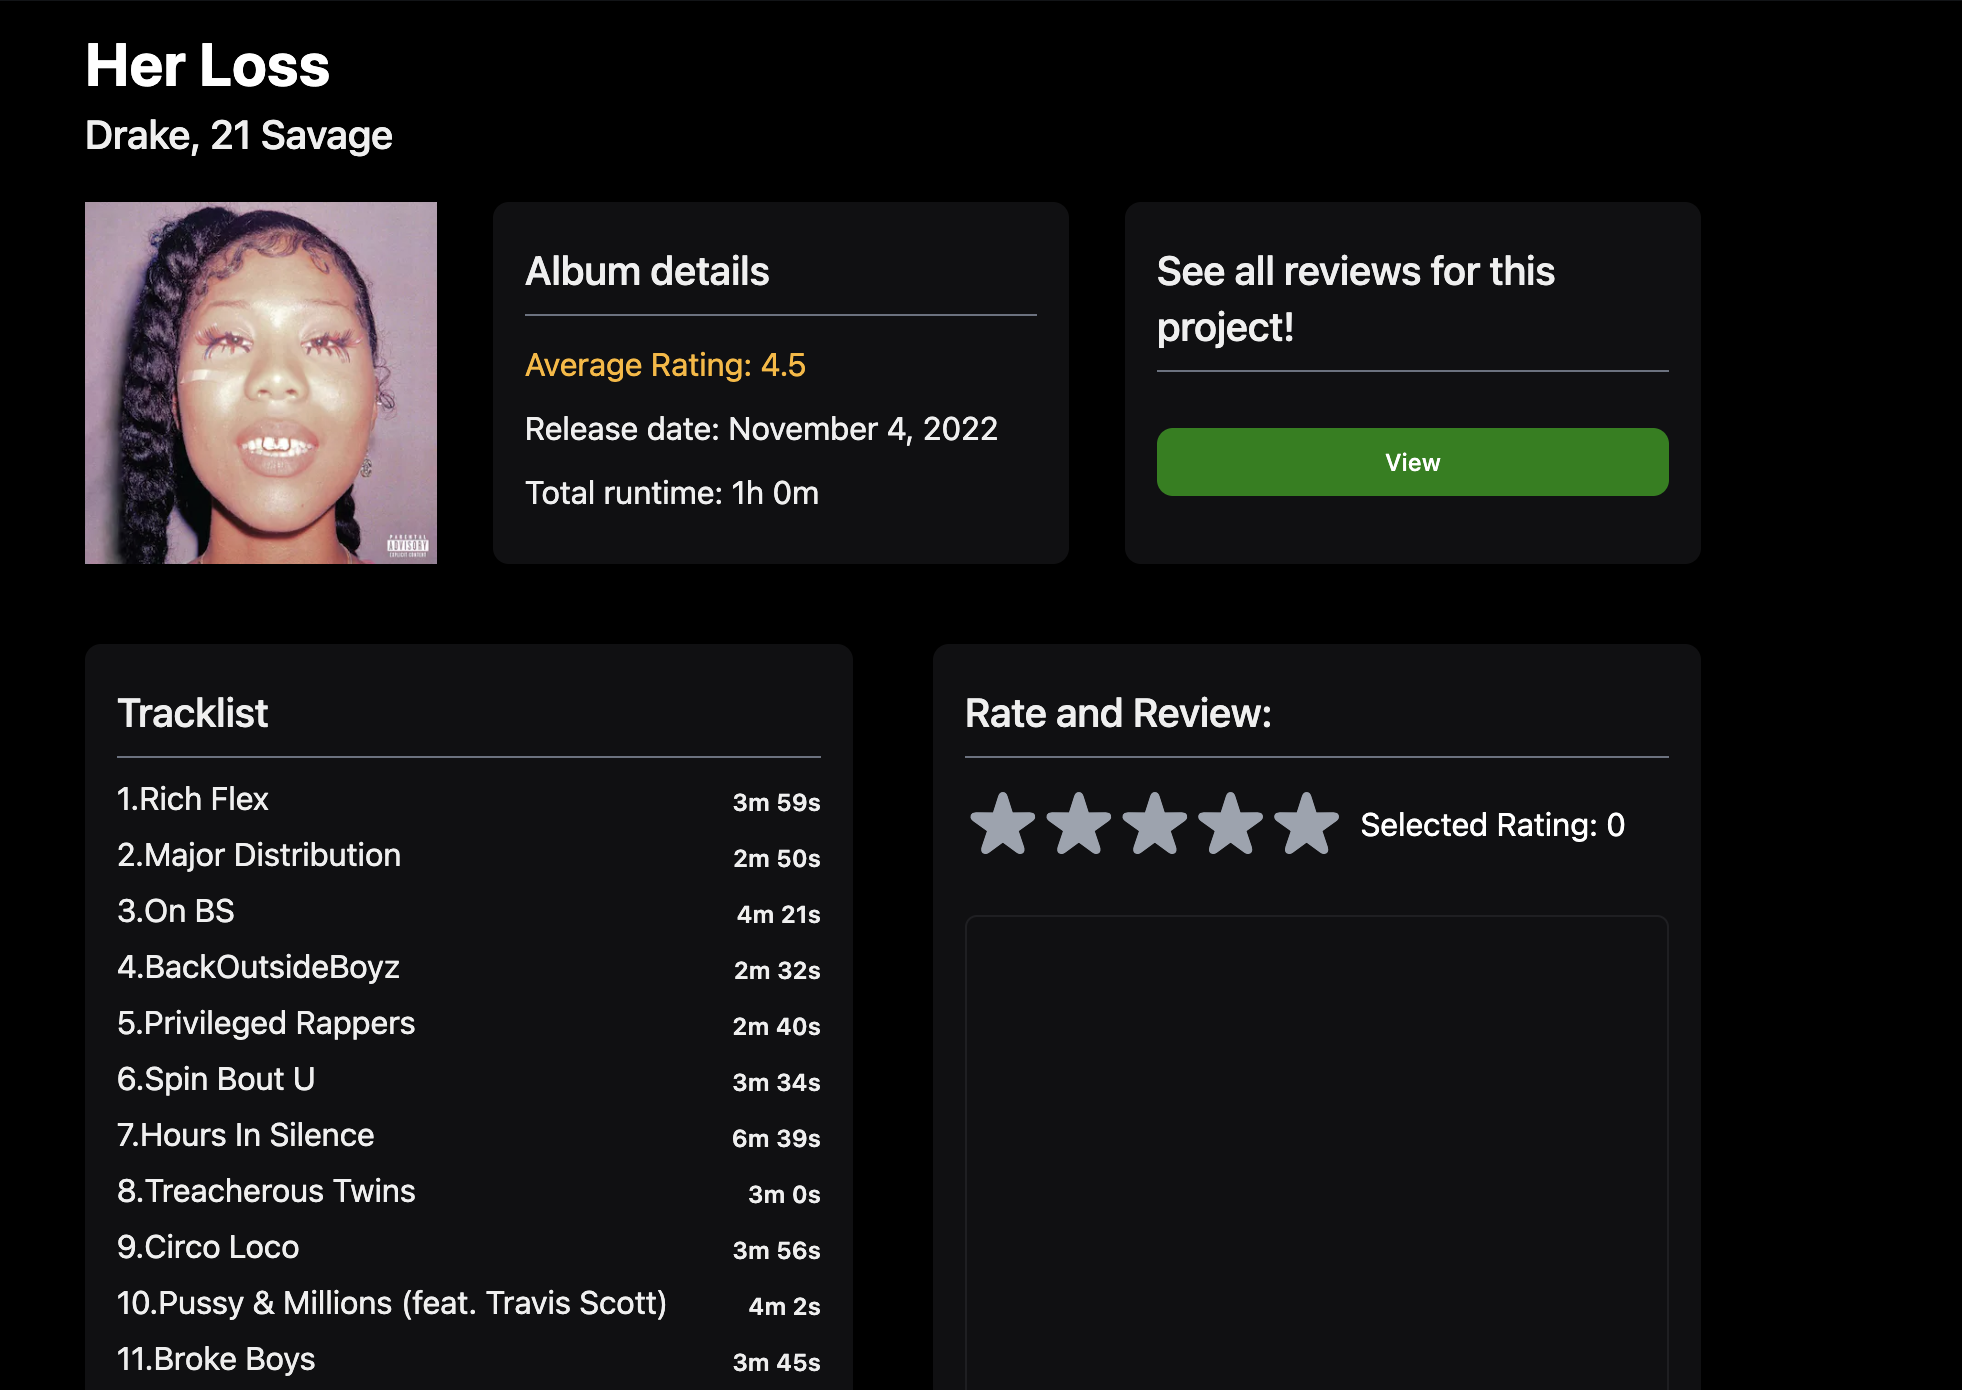 Her Loss
Drake, 21 Savage
PARENTAL
ADVISORY
EXPLICIT CONTENT
Album details
Average Rating: 4.5
Release date: November 4, 2022
Total runtime: 1h 0m
See all reviews for this
project!
View
Tracklist
1.Rich Flex 3m 59s
2.Major Distribution 2m 50s
3.On BS 4m 21s
4.BackOutsideBoyz 2m 32s
5.Privileged Rappers 2m 40s
6.Spin Bout U 3m 34s
7.Hours In Silence 6m 39s
8.Treacherous Twins 3m 0s
9.Circo Loco 3m 56s
10.Pussy & Millions (feat. Travis Scott) 4m 2s
11.Broke Boys 3m 45s
Rate and Review:
Selected Rating: 0